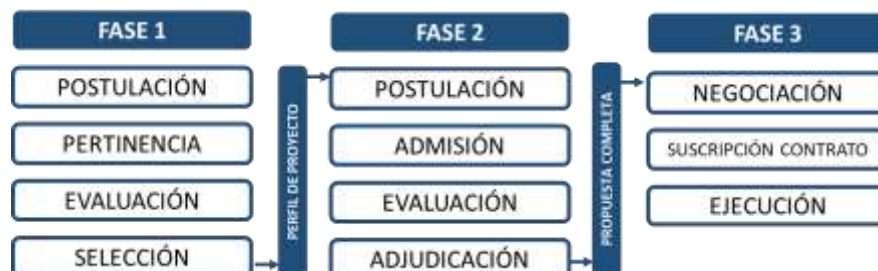 FASE 1
POSTULACIÓN
PERTINENCIA
EVALUACIÓN
SELECCIÓN
PERFIL DE PROYECTO
FASE 2
POSTULACIÓN
ADMISIÓN
EVALUACIÓN
ADJUDICACIÓN
PROPUESTA COMPLETA
FASE 3
NEGOCIACIÓN
SUSCRIPCIÓN CONTRATO
EJECUCIÓN